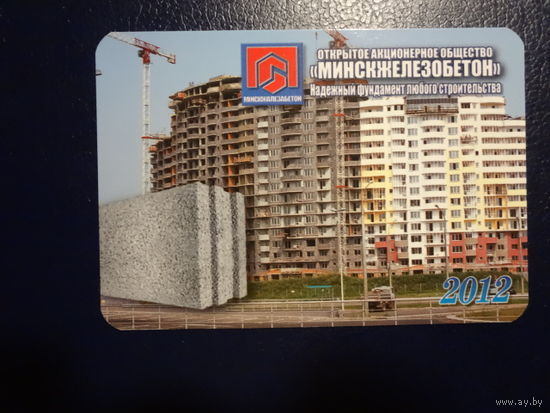 ОТКРЫТОЕ АКЦИОНЕРНОЕ ОБЩЕСТВО
«МИНСКЖЕЛЕЗОБЕТОН»
Надежный фундамент любого строительства
МИНСКЖЕЛЕЗОБЕТОН
2012
© www.ay.by